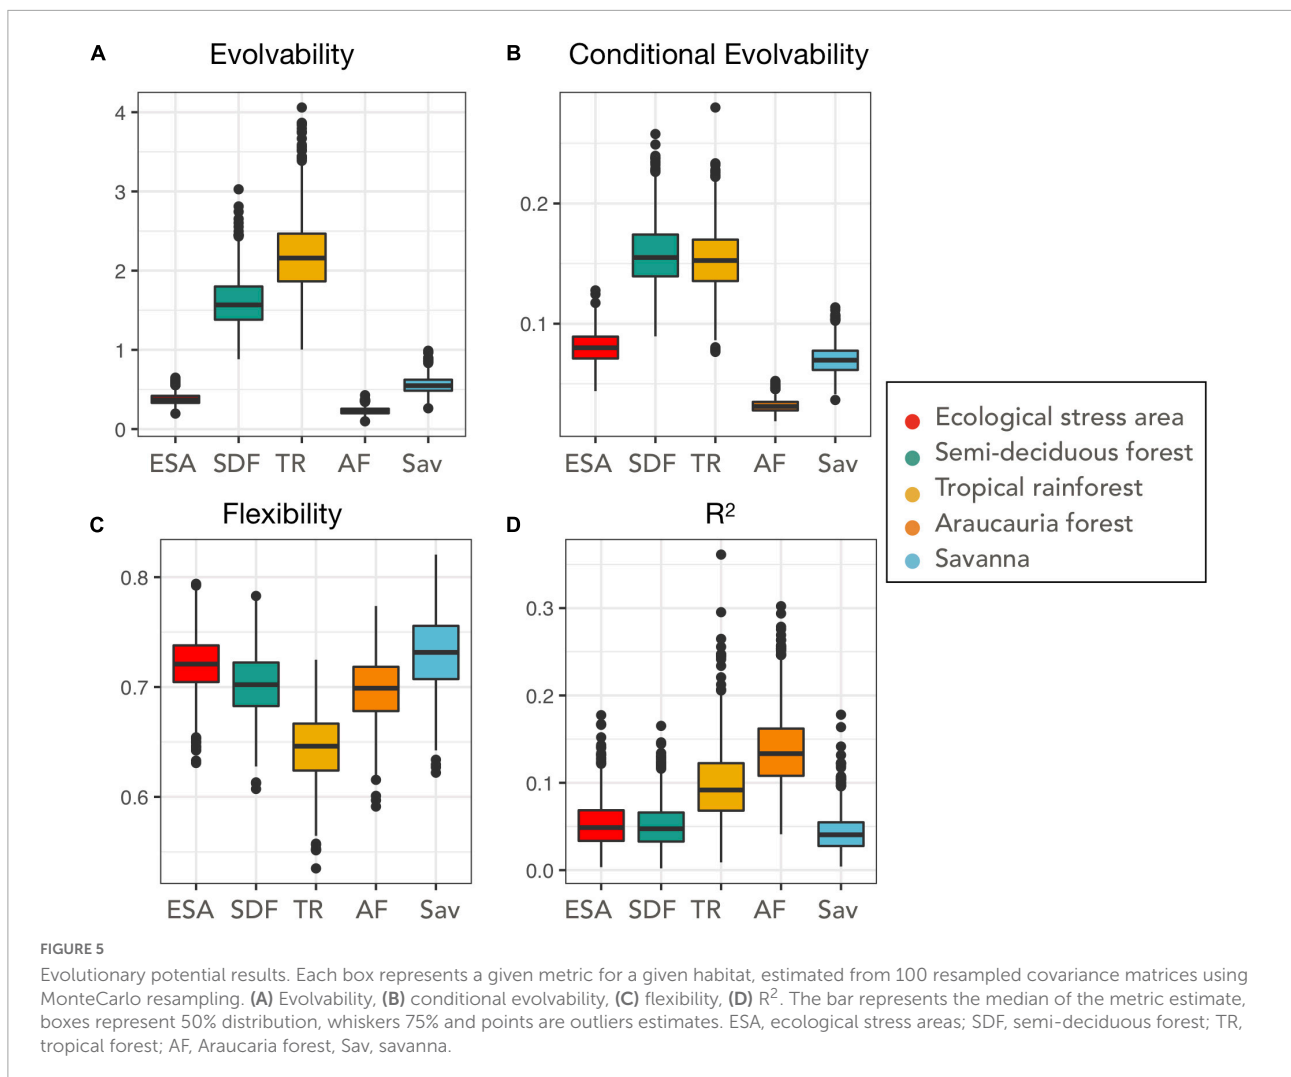 A
Evolvability
4
3
2
1
0
ESA SDF TR AF Sav
B
Conditional Evolvability
0.2
0.1
ESA SDF TR AF Sav
Ecological stress area
Semi-deciduous forest
Tropical rainforest
Araucauria forest
Savanna
C
Flexibility
0.8
0.7
0.6
ESA SDF TR AF Sav
D
R²
0.3
0.2
0.1
0.0
ESA SDF TR AF Sav
FIGURE 5
Evolutionary potential results. Each box represents a given metric for a given habitat, estimated from 100 resampled covariance matrices using
MonteCarlo resampling. (A) Evolvability, (B) conditional evolvability, (C) flexibility, (D) R². The bar represents the median of the metric estimate,
boxes represent 50% distribution, whiskers 75% and points are outliers estimates. ESA, ecological stress areas; SDF, semi-deciduous forest; TR,
tropical forest; AF, Araucaria forest, Sav, savanna.